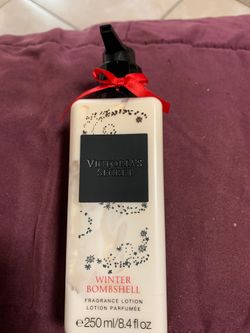 VICTORIA'S
SECRET
WINTER
BOMBSHELL
FRAGRANCE LOTION
LOTION PARFUMÉE
e 250 ml/8.4 fl oz